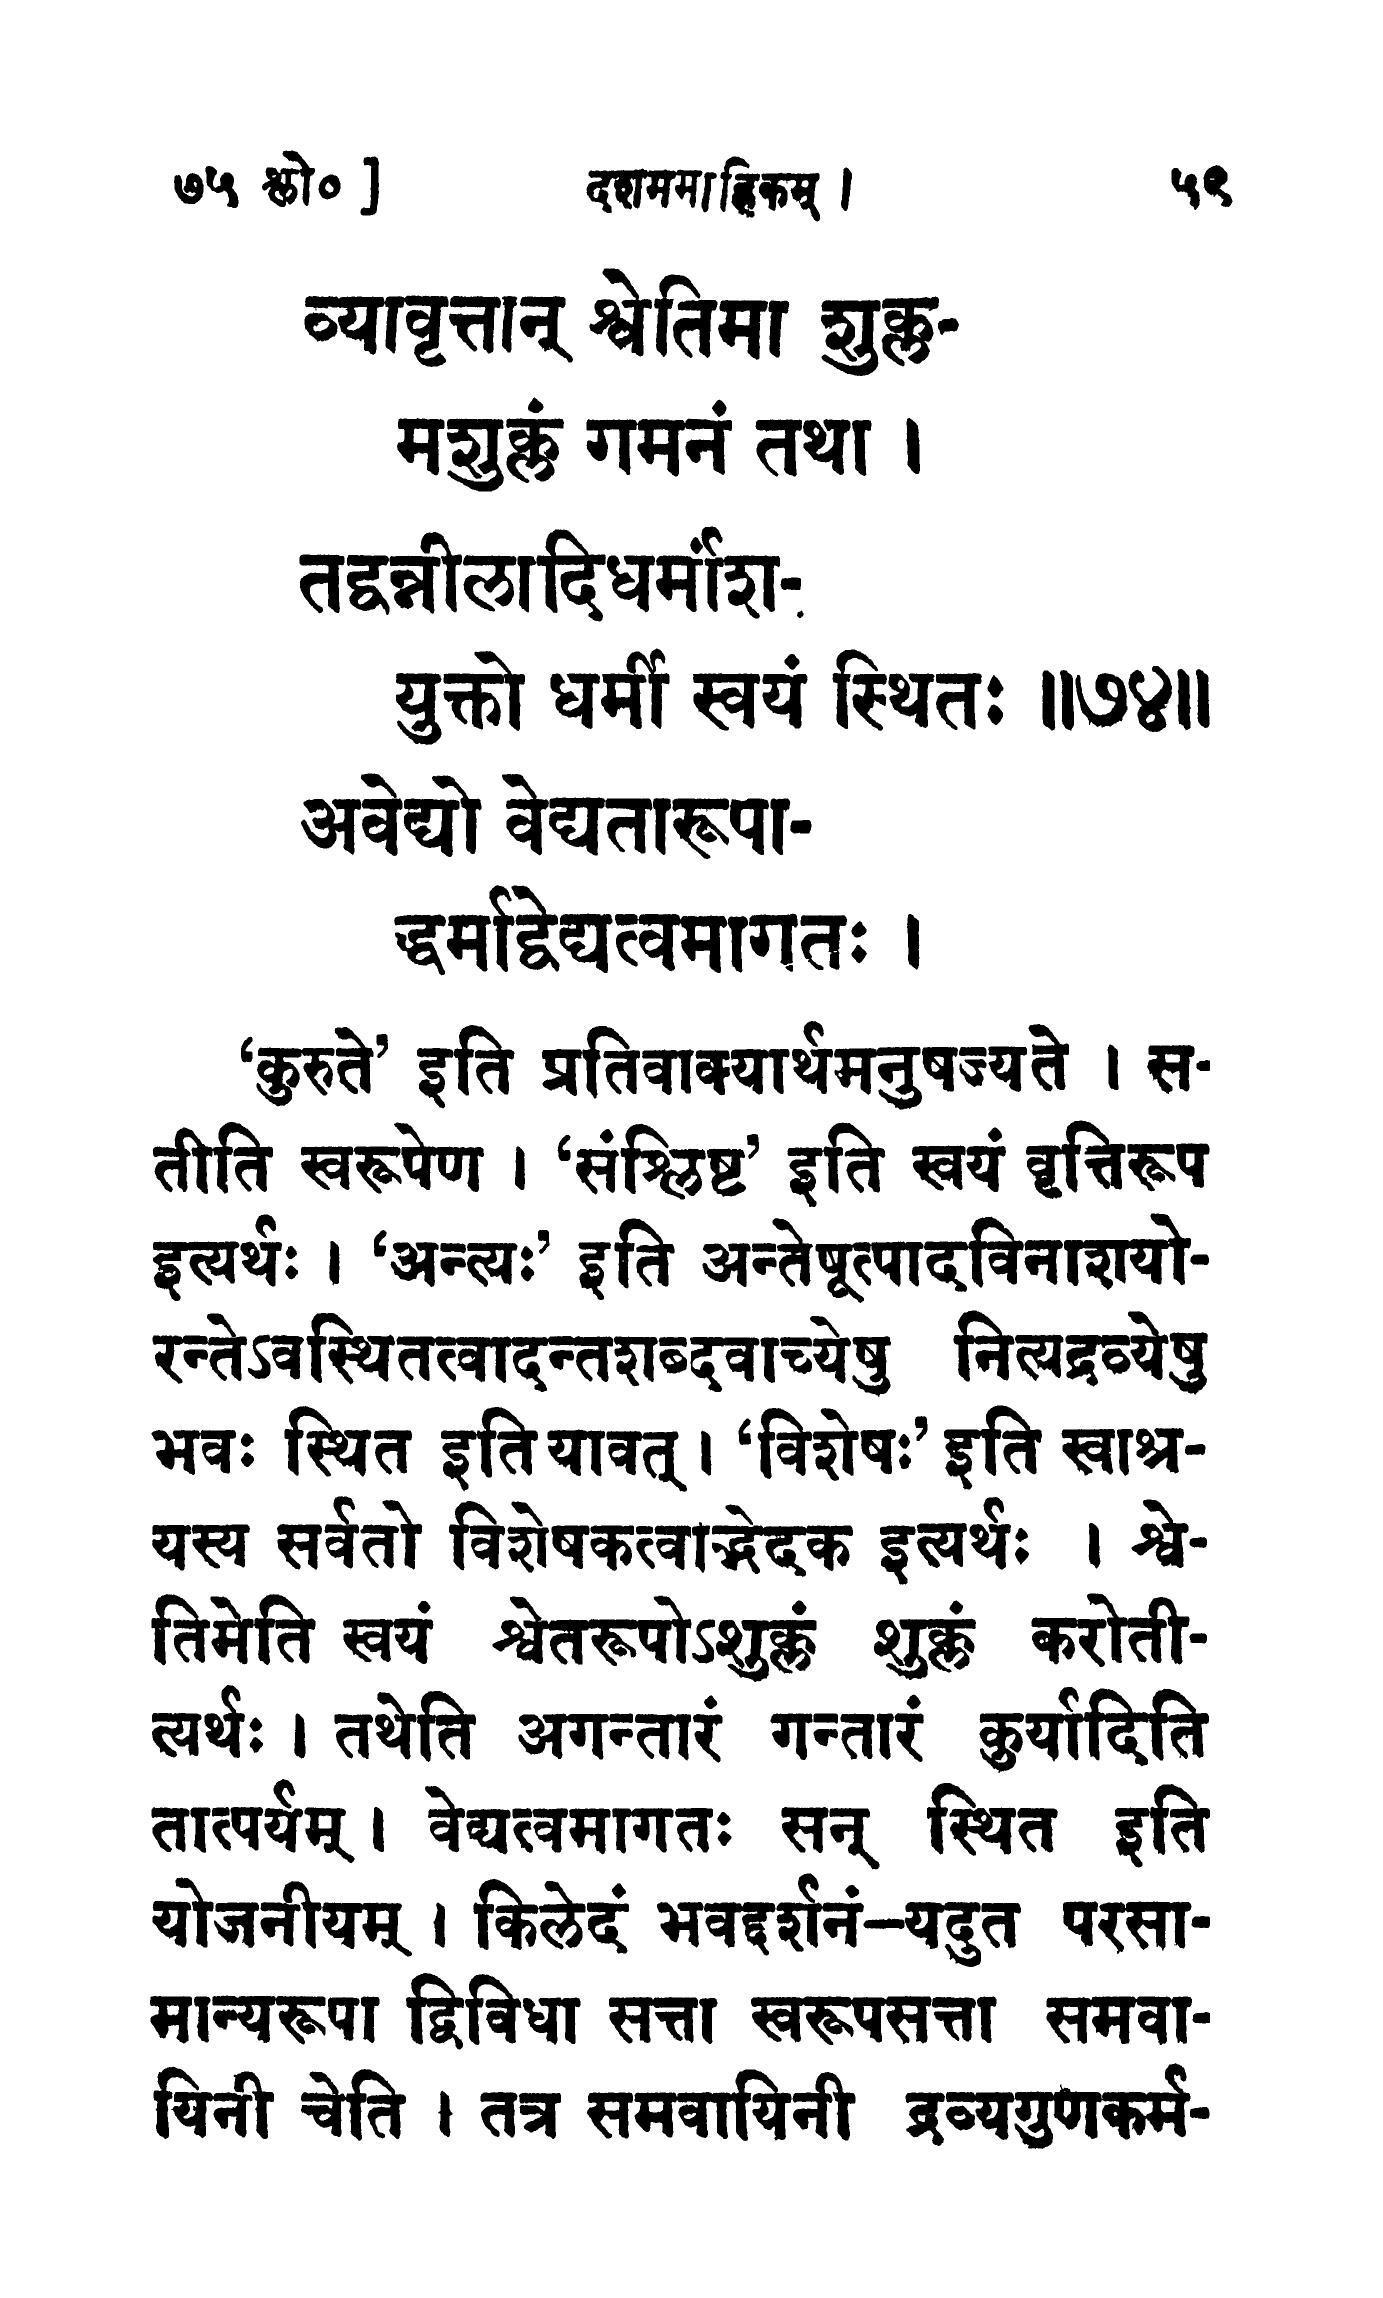 ७५ श्लो० ] दशममाह्निकम् । ५९
व्यावृत्तान् श्वेतिमा शुक्ल-
मशुक्लं गमनं तथा ।
तद्वन्नीलादिधर्मांश-
युक्तो धर्मी स्वयं स्थितः ॥७४॥
अवेद्यो वेद्यतारूपा-
द्धर्माद्वेद्यत्वमागतः ।
‘कुरुते’ इति प्रतिवाक्यार्थमनुषज्यते । स-
तीति स्वरूपेण । ‘संश्लिष्ट’ इति स्वयं वृत्तिरूप
इत्यर्थः । ‘अन्त्यः’ इति अन्तेषूत्पादविनाशयो-
रन्तेऽवस्थितत्वादन्तशब्दवाच्येषु नित्यद्रव्येषु
भवः स्थित इति यावत् । ‘विशेषः’ इति स्वाश्र-
यस्य सर्वतो विशेषकत्वाद्भेदक इत्यर्थः । श्वे-
तिमेति स्वयं श्वेतरूपोऽशुक्लं शुक्लं करोती-
त्यर्थः । तथेति अगन्तारं गन्तारं कुर्यादिति
तात्पर्यम् । वेद्यत्वमागतः सन् स्थित इति
योजनीयम् । किलेदं भवद्दर्शनं—यदुत परसा-
मान्यरूपा द्विविधा सत्ता स्वरूपसत्ता समवा-
यिनी चेति । तत्र समवायिनी द्रव्यगुणकर्म-